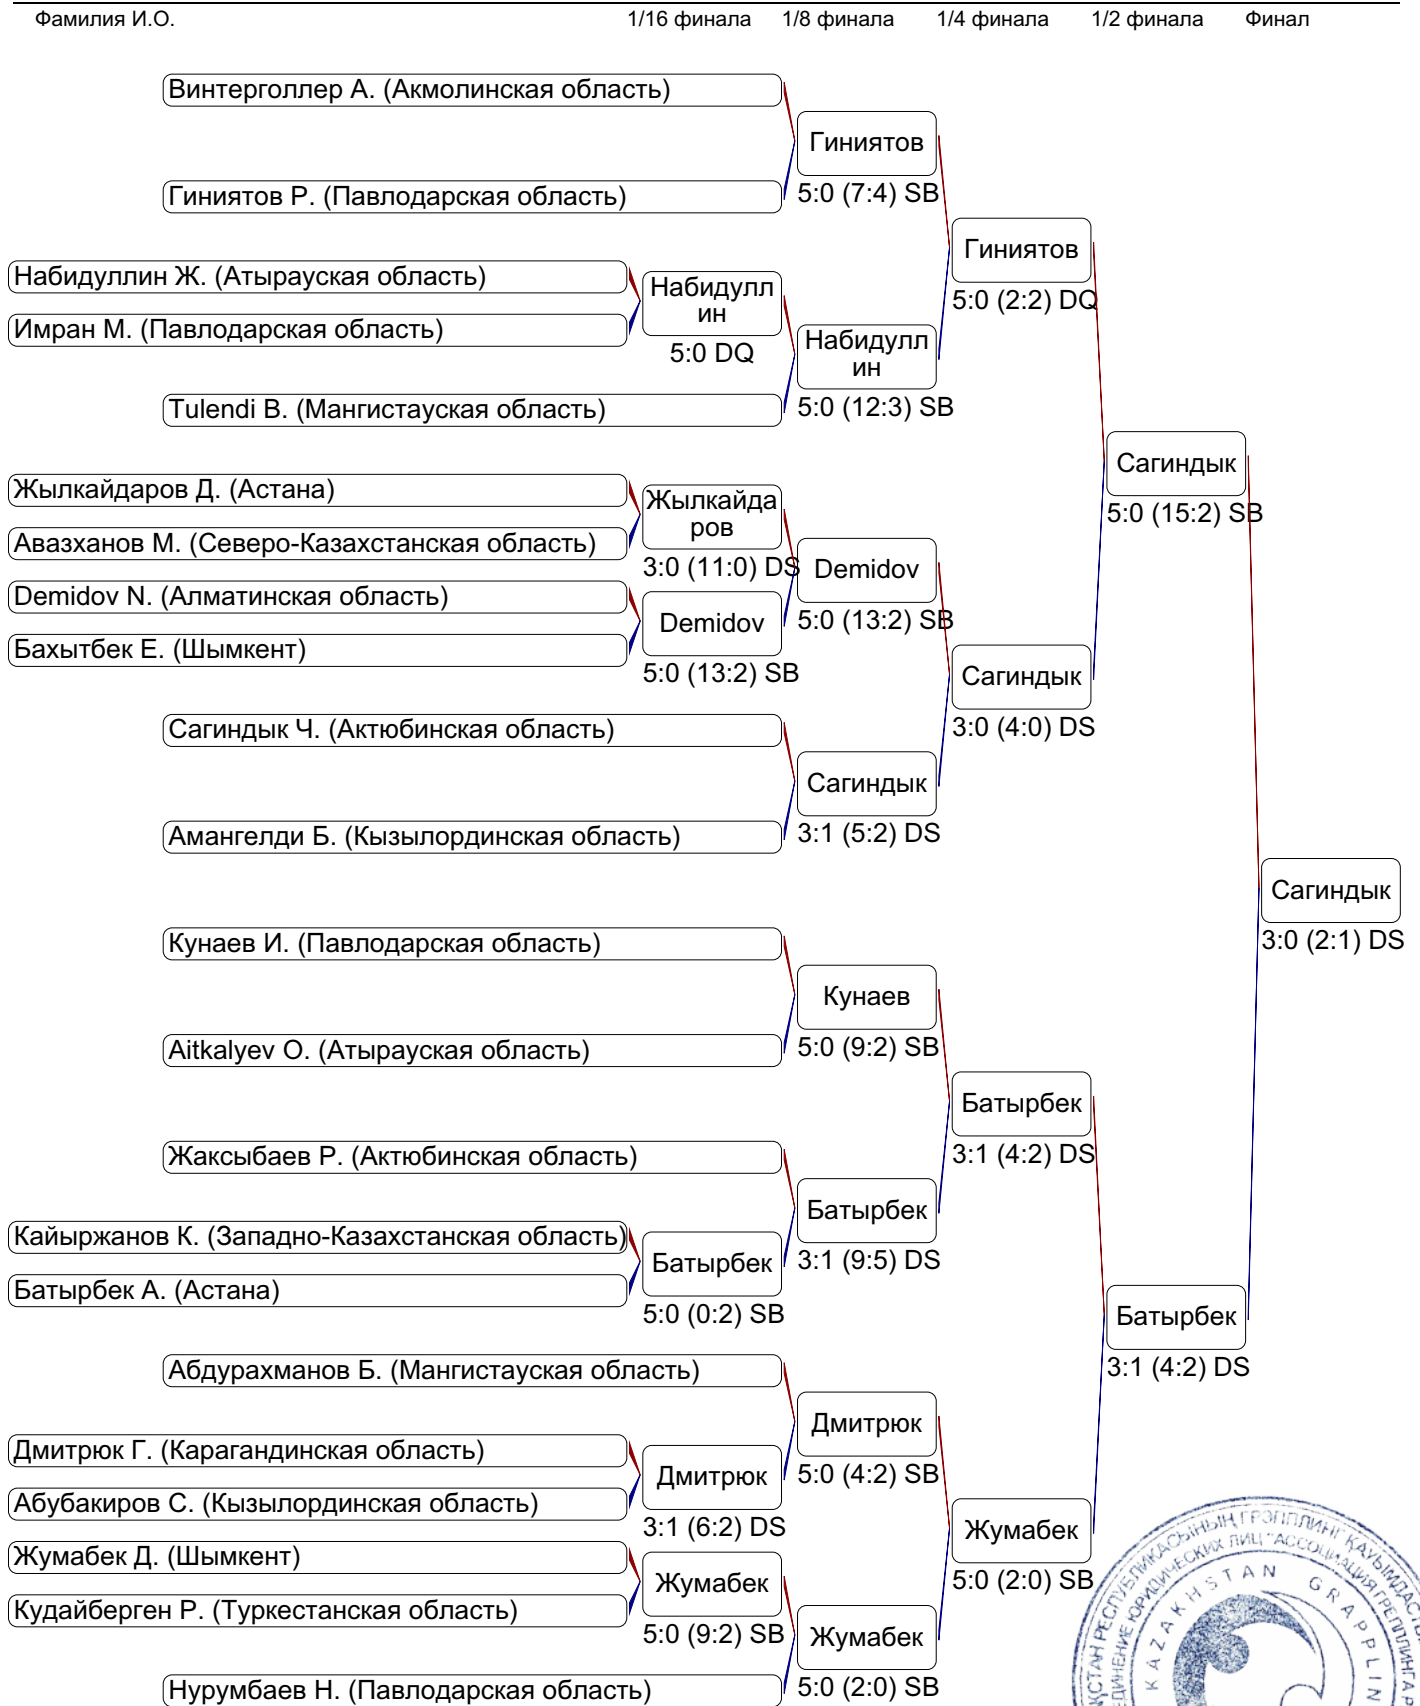 Фамилия И.О. 1/16 финала 1/8 финала 1/4 финала 1/2 финала Финал
Винтерголлер А. (Акмолинская область)
Гиниятов
Гиниятов Р. (Павлодарская область)
5:0 (7:4) SB
Гиниятов
5:0 (2:2) DQ
Набидуллин Ж. (Атырауская область)
Набидулл
ин
Имран М. (Павлодарская область)
5:0 DQ
Набидулл
ин
Tulendi B. (Мангистауская область)
5:0 (12:3) SB
Сагиндык
5:0 (15:2) SB
Жылкайдаров Д. (Астана)
Жылкайда
ров
Авазханов М. (Северо-Казахстанская область)
3:0 (11:0) DS
Demidov
5:0 (13:2) SB
Demidov N. (Алматинская область)
Demidov
Бахытбек Е. (Шымкент)
5:0 (13:2) SB
Сагиндык
3:0 (4:0) DS
Сагиндык Ч. (Актюбинская область)
Сагиндык
Амангелди Б. (Кызылординская область)
3:1 (5:2) DS
Сагиндык
3:0 (2:1) DS
Кунаев И. (Павлодарская область)
Кунаев
Aitkalyev O. (Атырауская область)
5:0 (9:2) SB
Батырбек
3:1 (4:2) DS
Жаксыбаев Р. (Актюбинская область)
Батырбек
3:1 (9:5) DS
Кайыржанов К. (Западно-Казахстанская область)
Батырбек
Батырбек А. (Астана)
5:0 (0:2) SB
Батырбек
3:1 (4:2) DS
Абдурахманов Б. (Мангистауская область)
Дмитрюк
5:0 (4:2) SB
Дмитрюк Г. (Карагандинская область)
Дмитрюк
Абубакиров С. (Кызылординская область)
3:1 (6:2) DS
Жумабек
5:0 (2:0) SB
Жумабек Д. (Шымкент)
Жумабек
Кудайберген Р. (Туркестанская область)
5:0 (9:2) SB
Жумабек
Нурумбаев Н. (Павлодарская область)
5:0 (2:0) SB
KAZAKHSTAN GRAPPLIN